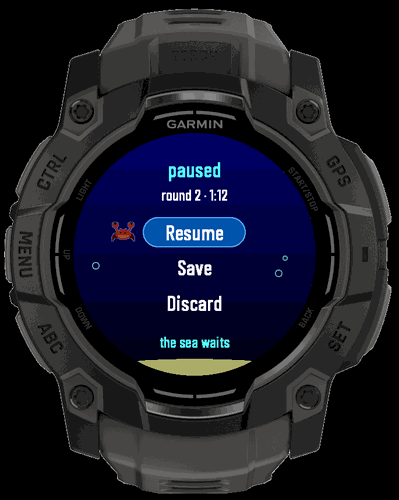 GARMIN
CTRL
LIGHT
GPS
START/STOP
paused
round 2 · 1:12
Resume
MENU
UP
Save
Discard
ABC
DOWN
BACK
SET
the sea waits